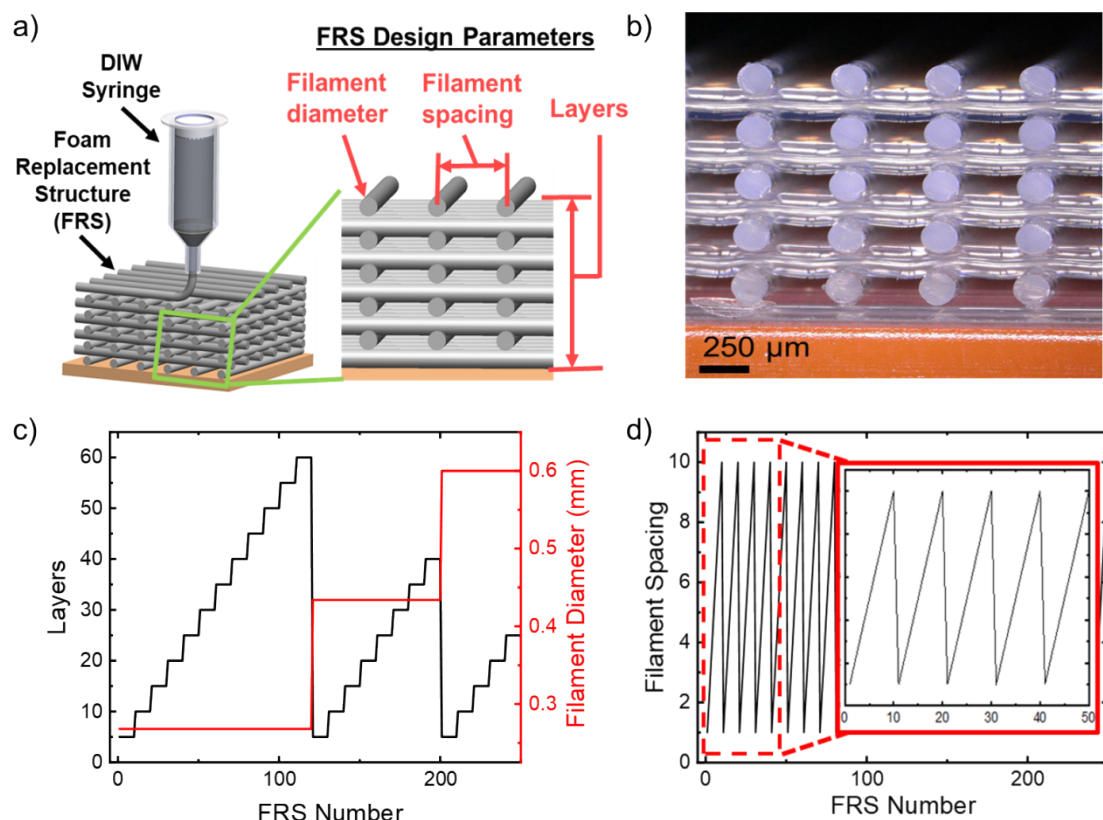 a)
FRS Design Parameters
DIW
Syringe
Foam
Replacement
Structure
(FRS)
Filament
diameter
Filament
spacing
Layers
b)
250 µm
c)
60
50
40
30
20
10
0
Layers
0.6
0.5
0.4
0.3
Filament Diameter (mm)
0
100
200
FRS Number
d)
10
8
6
4
2
0
Filament Spacing
0
10
20
30
40
50
0
100
200
FRS Number